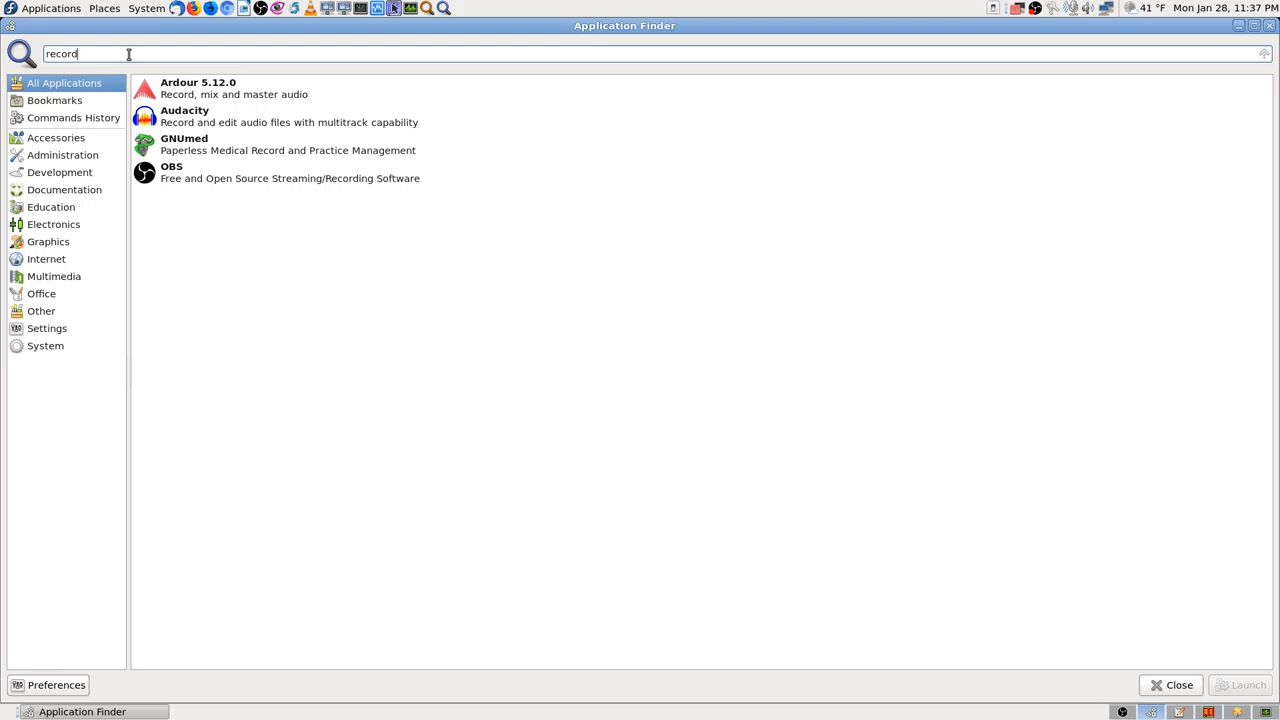 Applications Places System 41 °F Mon Jan 28, 11:37 PM
Application Finder
record
All Applications
Bookmarks
Commands History
Accessories
Administration
Development
Documentation
Education
Electronics
Graphics
Internet
Multimedia
Office
Other
Settings
System
Ardour 5.12.0
Record, mix and master audio
Audacity
Record and edit audio files with multitrack capability
GNUmed
Paperless Medical Record and Practice Management
OBS
Free and Open Source Streaming/Recording Software
Preferences
Close
Launch
Application Finder